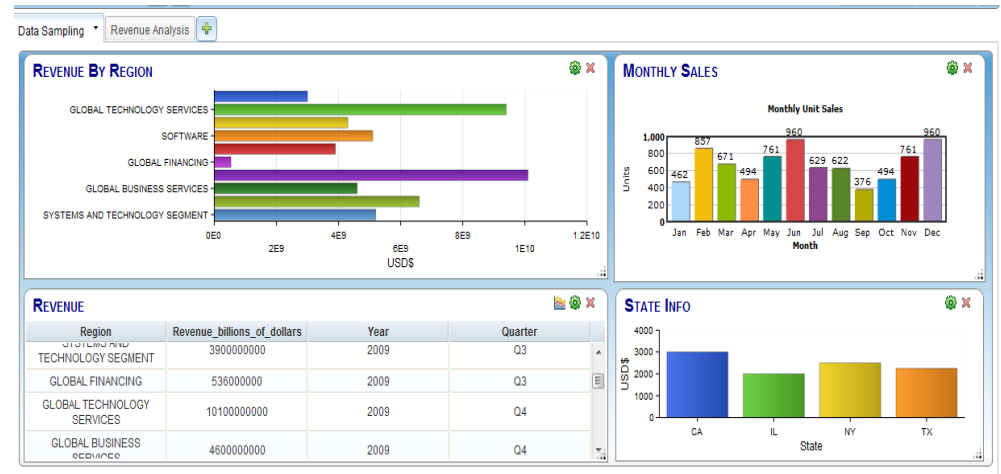 Data Sampling
Revenue Analysis
REVENUE BY REGION
GLOBAL TECHNOLOGY SERVICES
SOFTWARE
GLOBAL FINANCING
GLOBAL BUSINESS SERVICES
SYSTEMS AND TECHNOLOGY SEGMENT
0E0
2E9
4E9
6E9
8E9
1E10
1.2E10
USD$
MONTHLY SALES
Monthly Unit Sales
1,000
800
600
400
200
0
Units
462 857 671 494 761 960 629 622 376 494 761 960
Jan Feb Mar Apr May Jun Jul Aug Sep Oct Nov Dec
Month
REVENUE
Region Revenue_billions_of_dollars Year Quarter
SYSTEMS AND
TECHNOLOGY SEGMENT 3900000000 2009 Q3
GLOBAL FINANCING 536000000 2009 Q3
GLOBAL TECHNOLOGY
SERVICES 10100000000 2009 Q4
GLOBAL BUSINESS
SERVICES 4600000000 2009 Q4
STATE INFO
4000
3000
2000
1000
0
USD$
CA IL NY TX
State